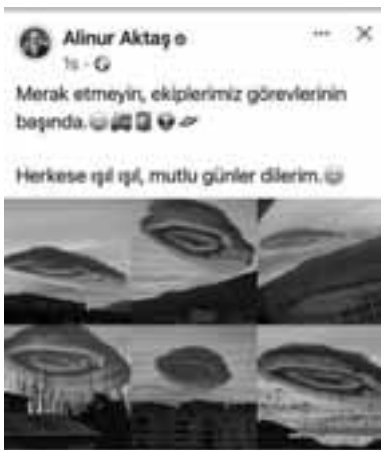 Alinur Aktaş
1s
Merak etmeyin, ekiplerimiz görevlerinin
başında.
Herkese ışıl ışıl, mutlu günler dilerim.